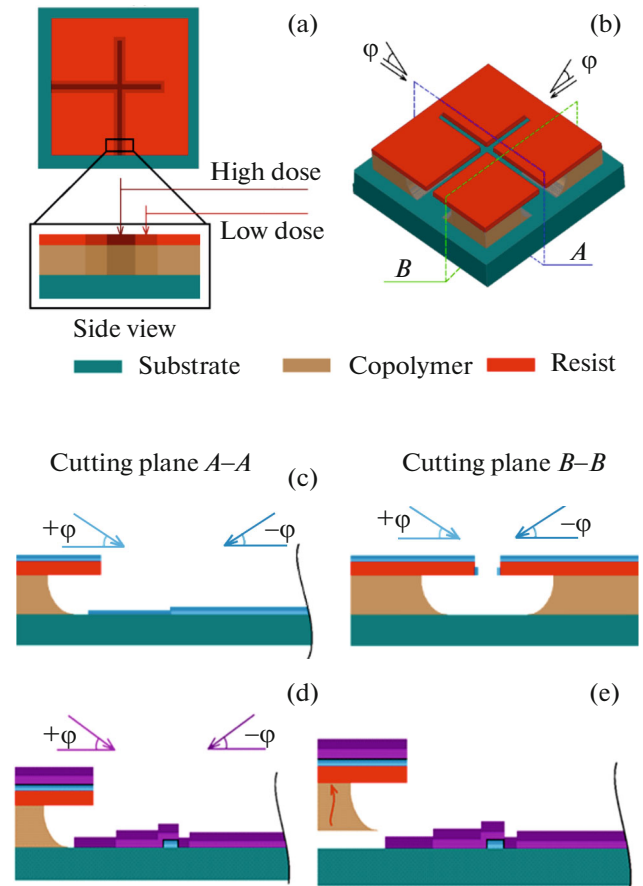 (a)
(b)
φ
φ
High dose
Low dose
B
A
Side view
Substrate
Copolymer
Resist
Cutting plane A–A
Cutting plane B–B
(c)
+φ
–φ
+φ
–φ
(d)
(e)
+φ
–φ